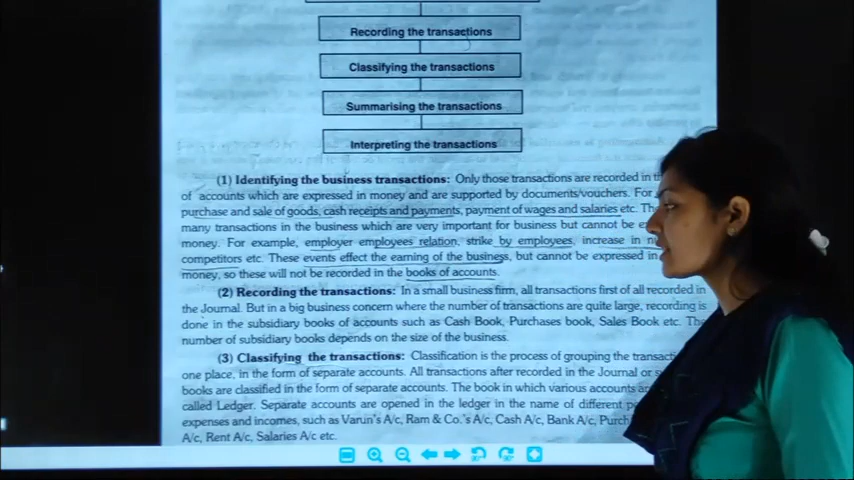 Recording the transactions
Classifying the transactions
Summarising the transactions
Interpreting the transactions
(1) Identifying the business transactions: Only those transactions are recorded in
of accounts which are expressed in money and are supported by documents/vouchers. For
purchase and sale of goods, cash receipts and payments, payment of wages and salaries etc.
many transactions in the business which are very important for business but cannot be
money. For example, employer employees relation, strike by employees, increase in
competitors etc. These events effect the earning of the business, but cannot be expressed in
money, so these will not be recorded in the books of accounts.
(2) Recording the transactions: In a small business firm, all transactions first of all recorded in
the Journal. But in a big business concern where the number of transactions are quite large, recording is
done in the subsidiary books of accounts such as Cash Book, Purchases book, Sales Book etc. The
number of subsidiary books depends on the size of the business.
(3) Classifying the transactions: Classification is the process of grouping the
one place, in the form of separate accounts. All transactions after recorded in the Journal or
books are classified in the form of separate accounts. The book in which various accounts
called Ledger. Separate accounts are opened in the ledger in the name of different
expenses and incomes, such as Varun's A/c, Ram & Co.'s A/c, Cash A/c, Bank A/c,
A/c, Rent A/c, Salaries A/c etc.